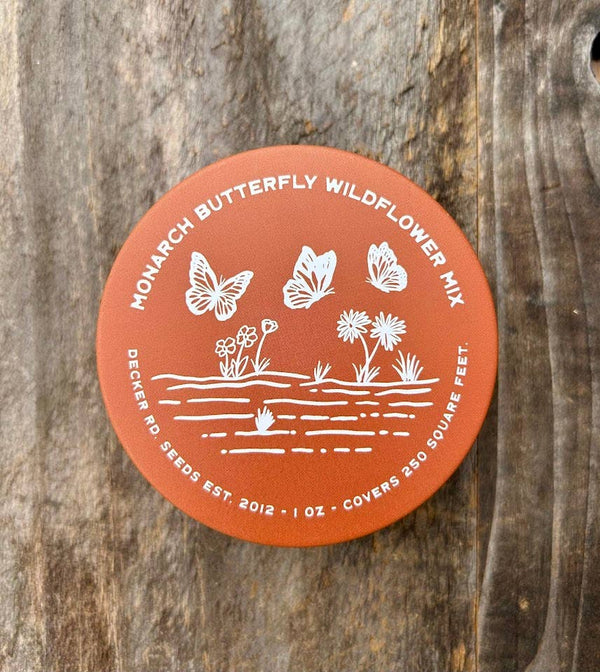 MONARCH BUTTERFLY WILDFLOWER MIX
DECKER RD. SEEDS EST. 2012 - 1 OZ - COVERS 250 SQUARE FEET.